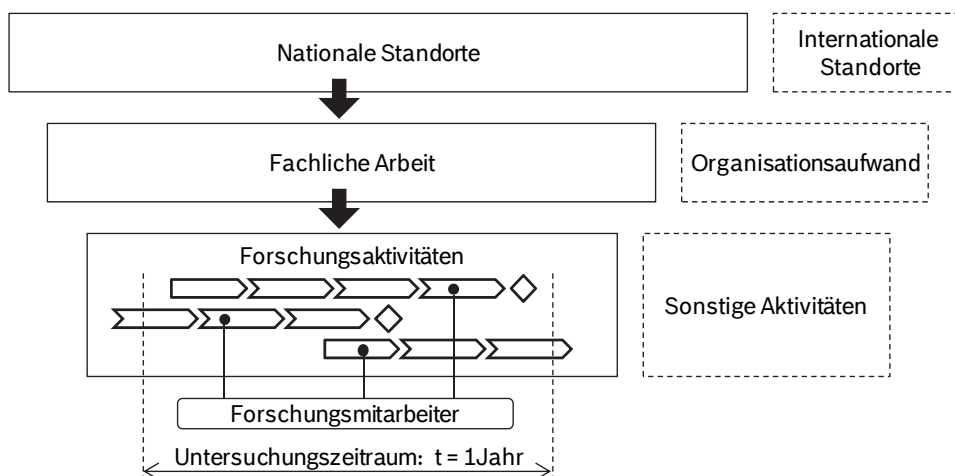 Nationale Standorte
Internationale
Standorte
Fachliche Arbeit
Organisationsaufwand
Forschungsaktivitäten
Sonstige Aktivitäten
Forschungsmitarbeiter
Untersuchungszeitraum: t = 1Jahr